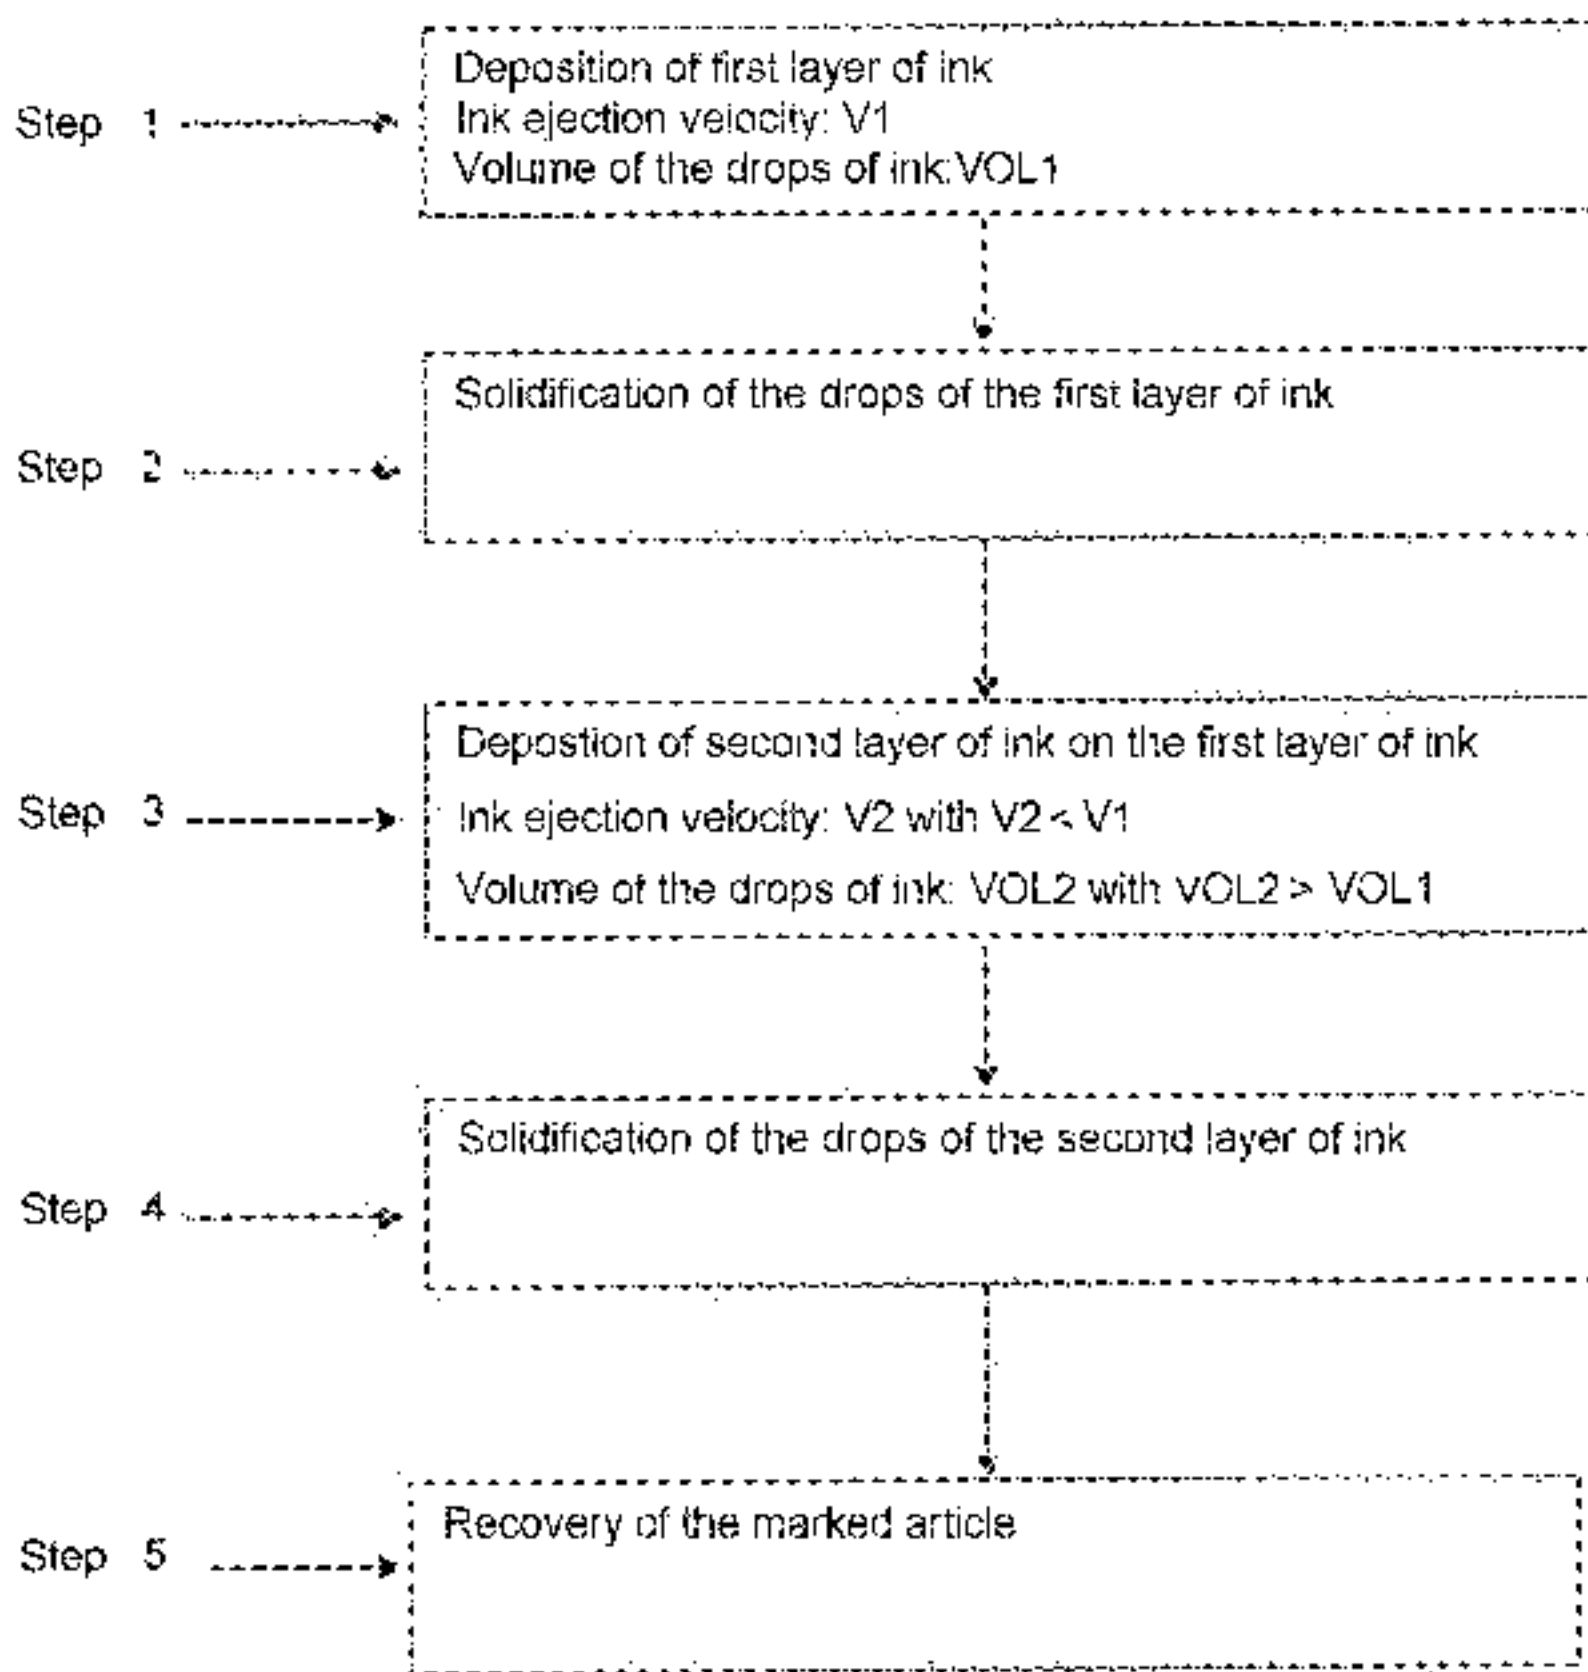 Deposition of first layer of ink
Step 1
Ink ejection velocity: V1
Volume of the drops of ink:VOL1
Solidification of the drops of the first layer of ink
Step 2
Depostion of second layer of ink on the first layer of ink
Step 3
Ink ejection velocity: V2 with V2 < V1
Volume of the drops of ink: VOL2 with VOL2 > VOL1
Solidification of the drops of the second layer of ink
Step 4
Recovery of the marked article
Step 5